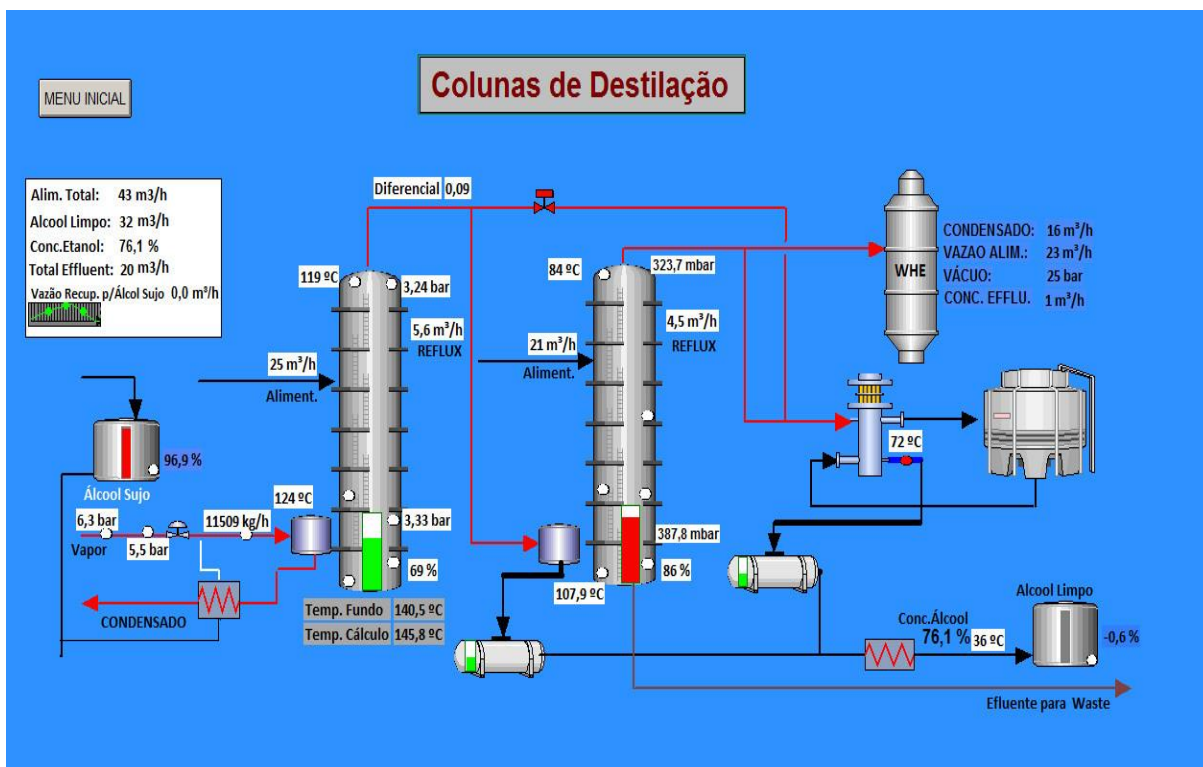 Colunas de Destilação
MENU INICIAL
Alim. Total: 43 m3/h
Alcool Limpo: 32 m3/h
Conc.Etanol: 76,1 %
Total Effluent: 20 m3/h
Vazão Recup. p/Álcol Sujo 0,0 m³/h
Diferencial 0,09
119 ºC
3,24 bar
5,6 m³/h
REFLUX
25 m³/h
Aliment.
84 ºC
323,7 mbar
4,5 m³/h
REFLUX
21 m³/h
Aliment.
WHE
CONDENSADO: 16 m³/h
VAZAO ALIM.: 23 m³/h
VÁCUO: 25 bar
CONC. EFFLU. 1 m³/h
72 ºC
96,9 %
Álcool Sujo
6,3 bar
Vapor
5,5 bar
11509 kg/h
124 ºC
3,33 bar
69 %
CONDENSADO
Temp. Fundo 140,5 ºC
Temp. Cálculo 145,8 ºC
387,8 mbar
86 %
107,9 ºC
Conc.Álcool
76,1 %
36 ºC
Alcool Limpo
-0,6 %
Efluente para Waste